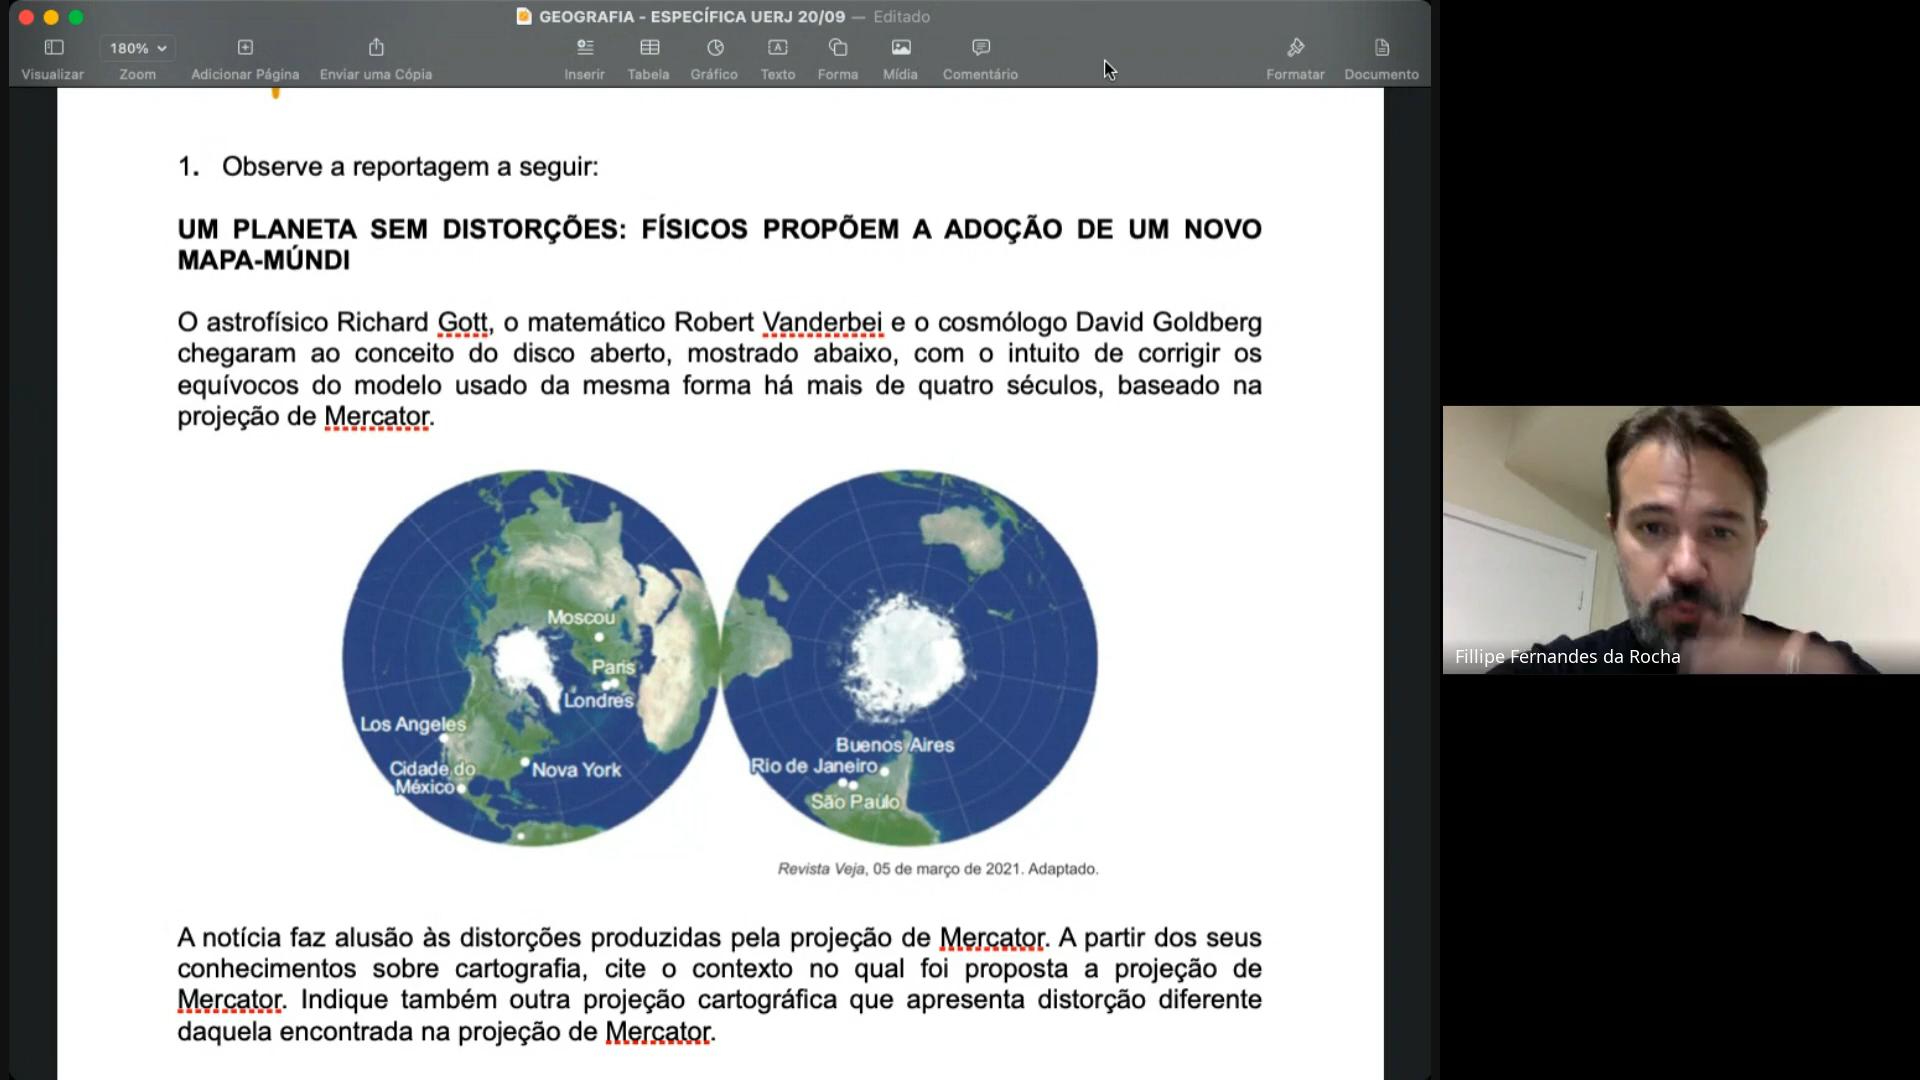 GEOGRAFIA - ESPECÍFICA UERJ 20/09 — Editado
180%
Visualizar Zoom Adicionar Página Enviar uma Cópia Inserir Tabela Gráfico Texto Forma Mídia Comentário Formatar Documento
1. Observe a reportagem a seguir:
UM PLANETA SEM DISTORÇÕES: FÍSICOS PROPÕEM A ADOÇÃO DE UM NOVO
MAPA-MÚNDI
O astrofísico Richard Gott, o matemático Robert Vanderbei e o cosmólogo David Goldberg
chegaram ao conceito do disco aberto, mostrado abaixo, com o intuito de corrigir os
equívocos do modelo usado da mesma forma há mais de quatro séculos, baseado na
projeção de Mercator.
Moscou
Paris
Londres
Los Angeles
Cidade do
México
Nova York
Buenos Aires
Rio de Janeiro
São Paulo
Revista Veja, 05 de março de 2021. Adaptado.
A notícia faz alusão às distorções produzidas pela projeção de Mercator. A partir dos seus
conhecimentos sobre cartografia, cite o contexto no qual foi proposta a projeção de
Mercator. Indique também outra projeção cartográfica que apresenta distorção diferente
daquela encontrada na projeção de Mercator.
Fillipe Fernandes da Rocha